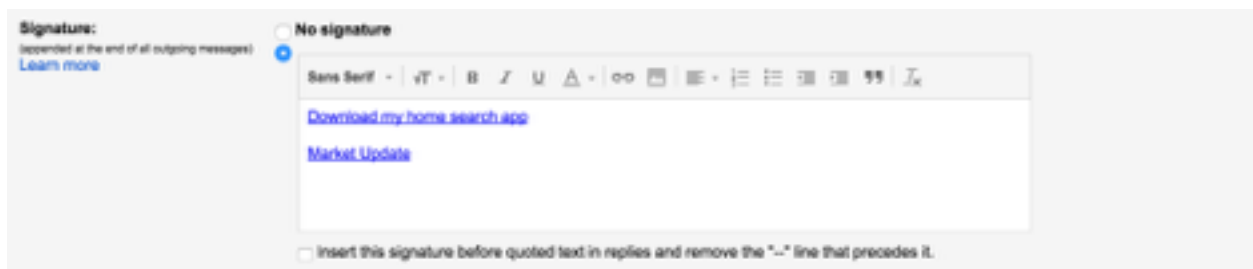 Signature:
(appended at the end of all outgoing messages)
Learn more
No signature
Sans Serif
Download my home search app
Market Update
Insert this signature before quoted text in replies and remove the "--" line that precedes it.